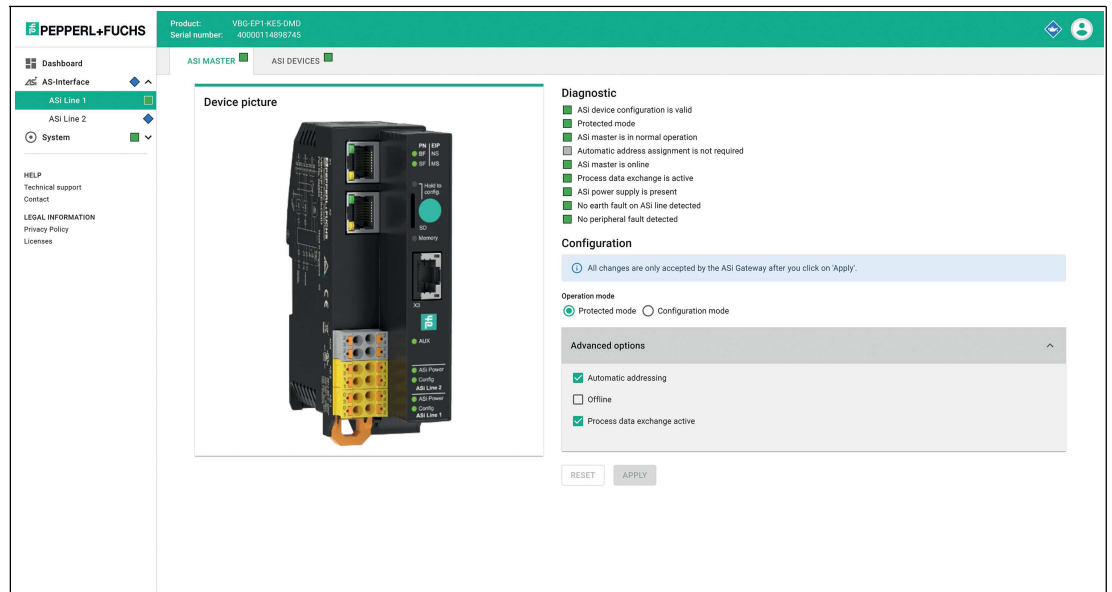 PEPPERL+FUCHS
Product: VBG-EP1-KE5-DMD
Serial number: 40000114898745
Dashboard
AS-Interface
ASi Line 1
ASi Line 2
System
HELP
Technical support
Contact
LEGAL INFORMATION
Privacy Policy
Licenses
ASI MASTER
ASI DEVICES
Device picture
PN EIP
BF NS
SF MS
Hold to
config.
SD
Memory
X3
AUX
ASi Power
Config
ASi Line 2
ASi Power
Config
ASi Line 1
Diagnostic
ASi device configuration is valid
Protected mode
ASi master is in normal operation
Automatic address assignment is not required
ASi master is online
Process data exchange is active
ASi power supply is present
No earth fault on ASi line detected
No peripheral fault detected
Configuration
All changes are only accepted by the ASi Gateway after you click on 'Apply'.
Operation mode
Protected mode
Configuration mode
Advanced options
Automatic addressing
Offline
Process data exchange active
RESET
APPLY